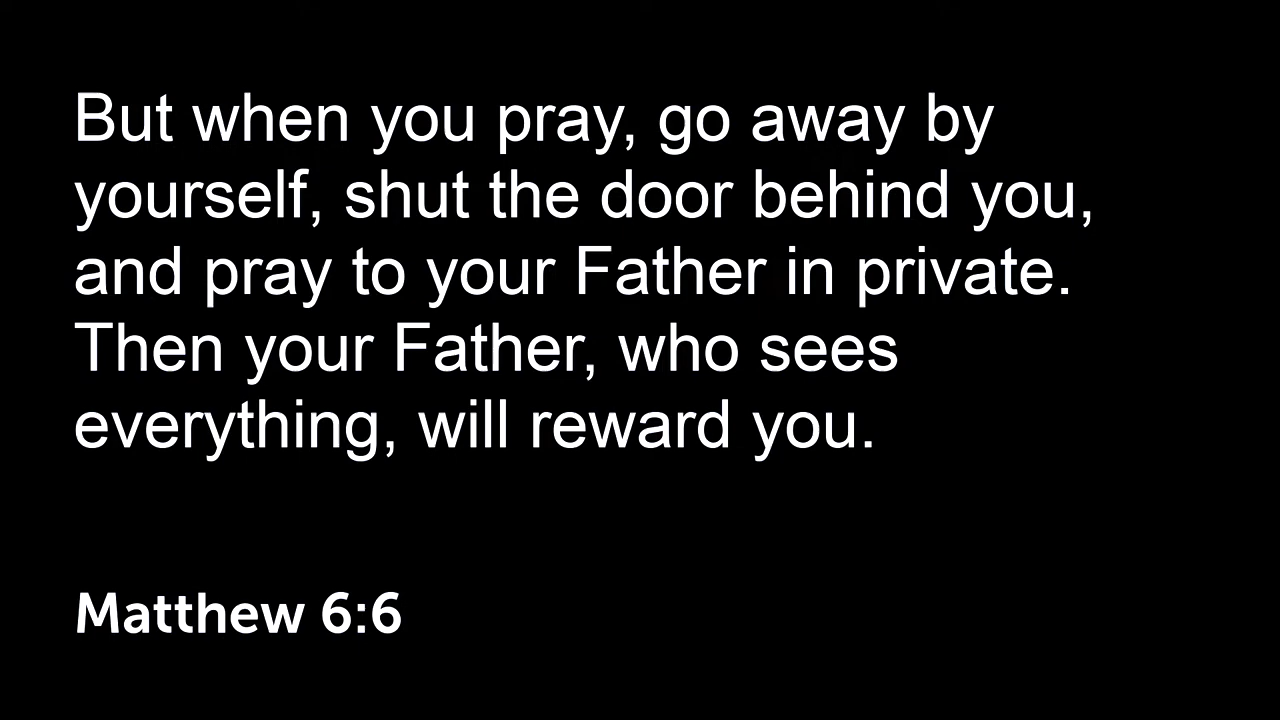 But when you pray, go away by
yourself, shut the door behind you,
and pray to your Father in private.
Then your Father, who sees
everything, will reward you.
Matthew 6:6